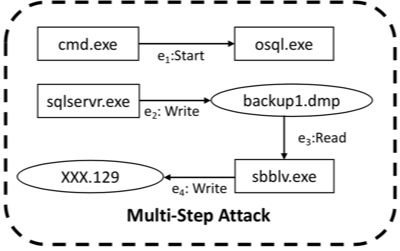 cmd.exe
e1:Start
osql.exe
sqlservr.exe
e2: Write
backup1.dmp
e3:Read
XXX.129
e4: Write
sbblv.exe
Multi-Step Attack